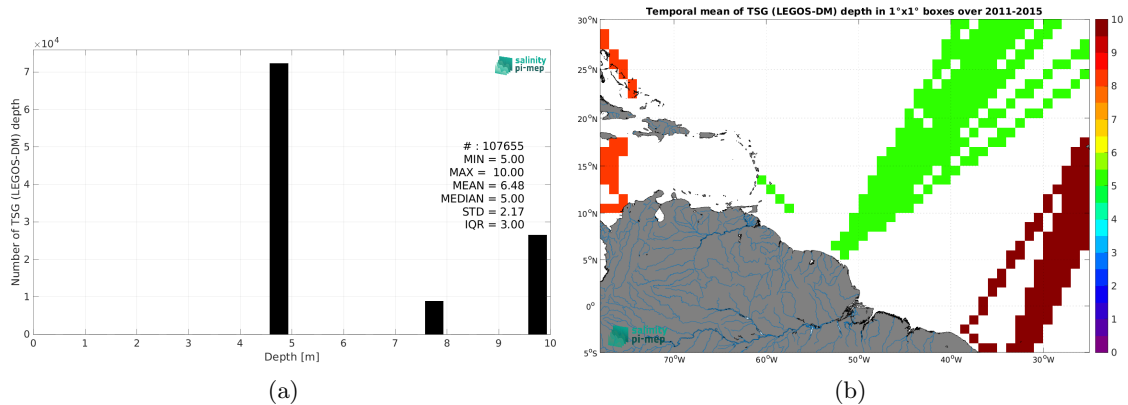 ×10⁴
7
6
5
4
3
2
1
0
Number of TSG (LEGOS-DM) depth
salinity
pi-mep
# : 107655
MIN = 5.00
MAX = 10.00
MEAN = 6.48
MEDIAN = 5.00
STD = 2.17
IQR = 3.00
0 1 2 3 4 5 6 7 8 9 10
Depth [m]
(a)
Temporal mean of TSG (LEGOS-DM) depth in 1°x1° boxes over 2011-2015
30°N
25°N
20°N
15°N
10°N
5°N
0°
5°S
70°W 60°W 50°W 40°W 30°W
salinity
pi-mep
10
9
8
7
6
5
4
3
2
1
0
(b)